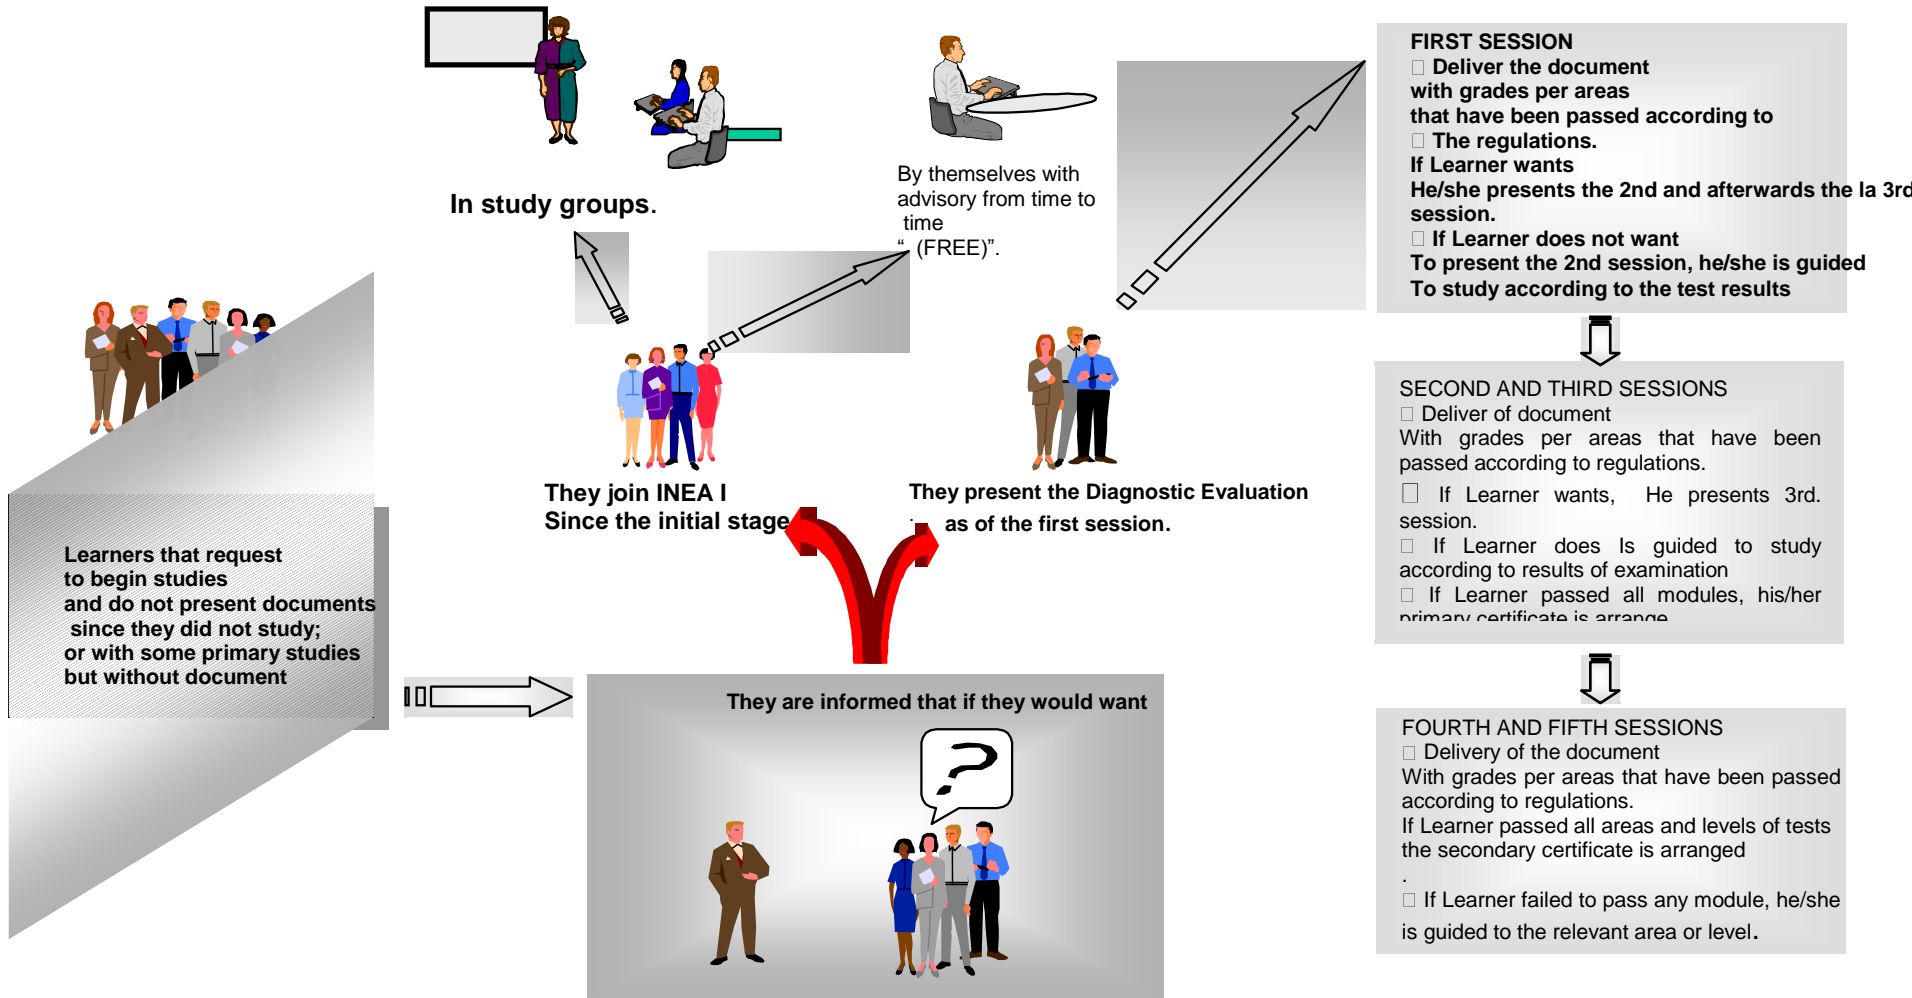 Learners that request
to begin studies
and do not present documents
since they did not study;
or with some primary studies
but without document
They are informed that if they would want
?
They join INEA I
Since the initial stage
In study groups.
By themselves with
advisory from time to
time
“ (FREE)”.
They present the Diagnostic Evaluation
. as of the first session.
FIRST SESSION
□ Deliver the document
with grades per areas
that have been passed according to
□ The regulations.
If Learner wants
He/she presents the 2nd and afterwards the la 3rd
session.
□ If Learner does not want
To present the 2nd session, he/she is guided
To study according to the test results
SECOND AND THIRD SESSIONS
□ Deliver of document
With grades per areas that have been
passed according to regulations.
□ If Learner wants, He presents 3rd.
session.
□ If Learner does Is guided to study
according to results of examination
□ If Learner passed all modules, his/her
primary certificate is arrange
FOURTH AND FIFTH SESSIONS
□ Delivery of the document
With grades per areas that have been passed
according to regulations.
If Learner passed all areas and levels of tests
the secondary certificate is arranged
.
□ If Learner failed to pass any module, he/she
is guided to the relevant area or level.